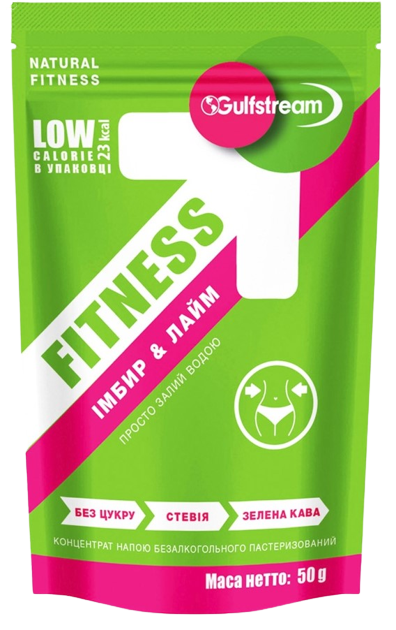 NATURAL
FITNESS
Gulfstream
LOW
CALORIE
В УПАКОВЦІ
23 kcal
FITNESS
ІМБИР & ЛАЙМ
ПРОСТО ЗАЛИЙ ВОДОЮ
БЕЗ ЦУКРУ
СТЕВІЯ
ЗЕЛЕНА КАВА
КОНЦЕНТРАТ НАПОЮ БЕЗАЛКОГОЛЬНОГО ПАСТЕРИЗОВАНИЙ
Маса нетто: 50 g